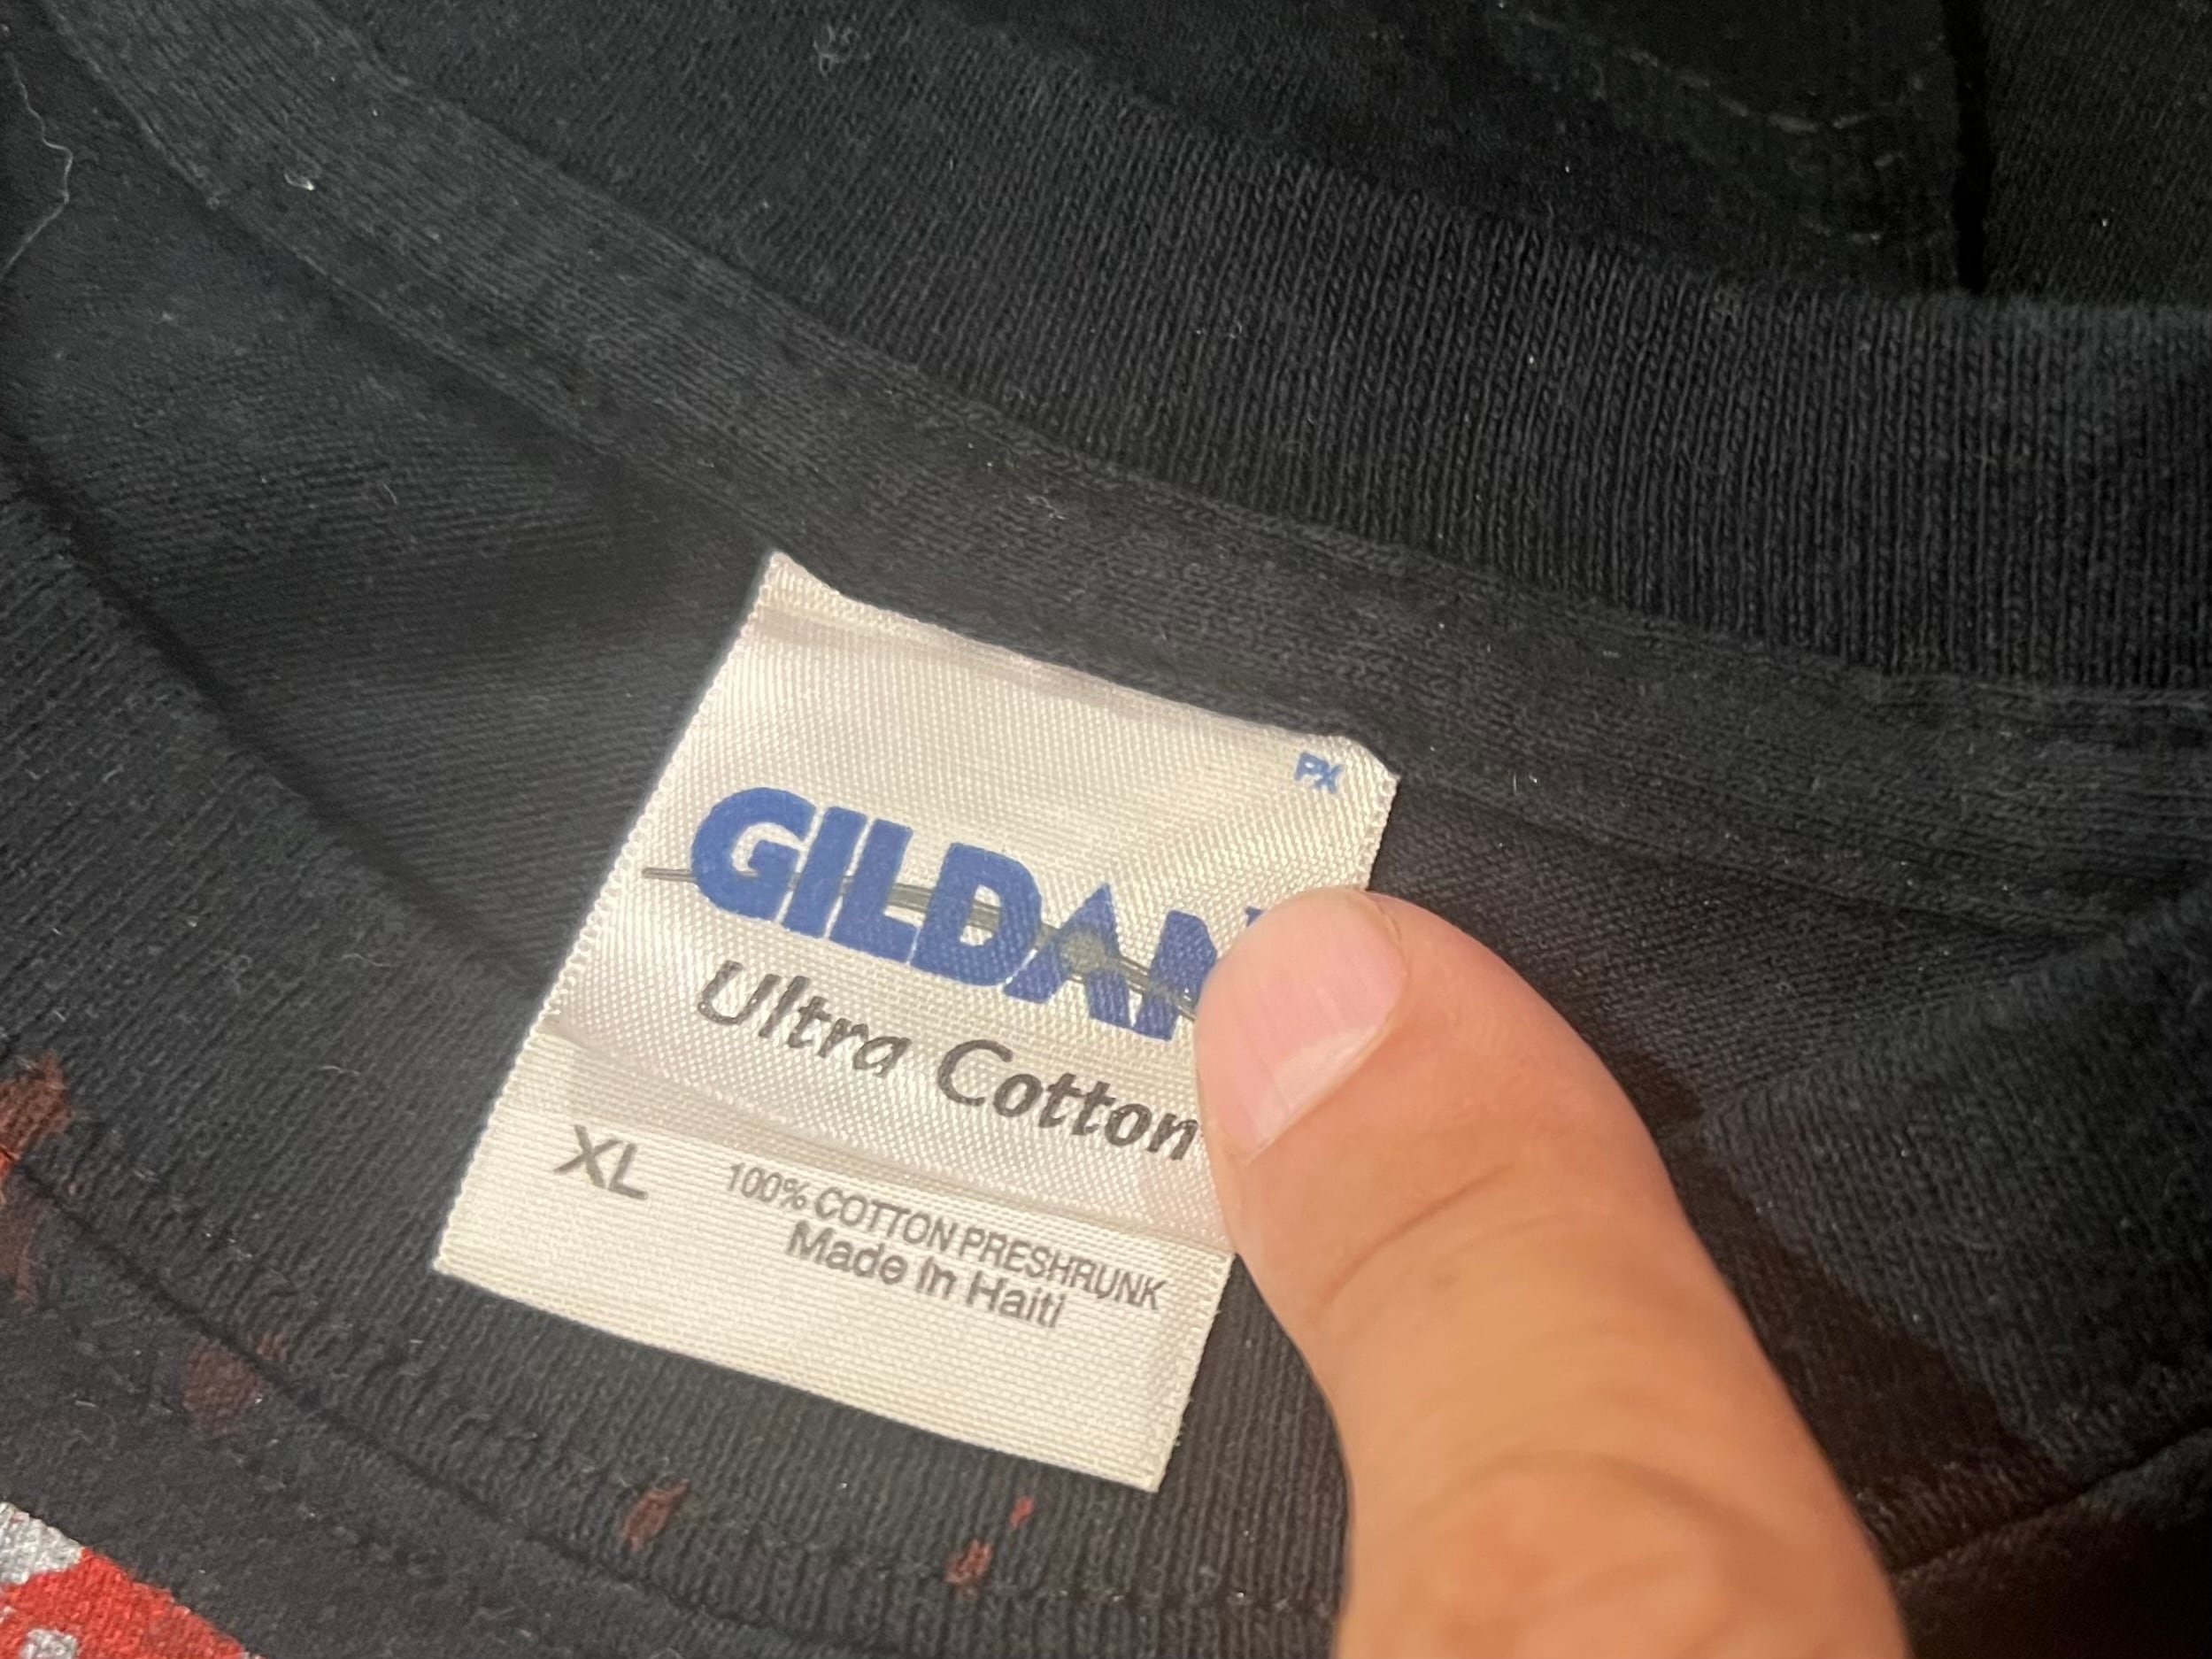 PX
GILDAN
Ultra Cotton
XL
100% COTTON PRESHRUNK
Made in Haiti